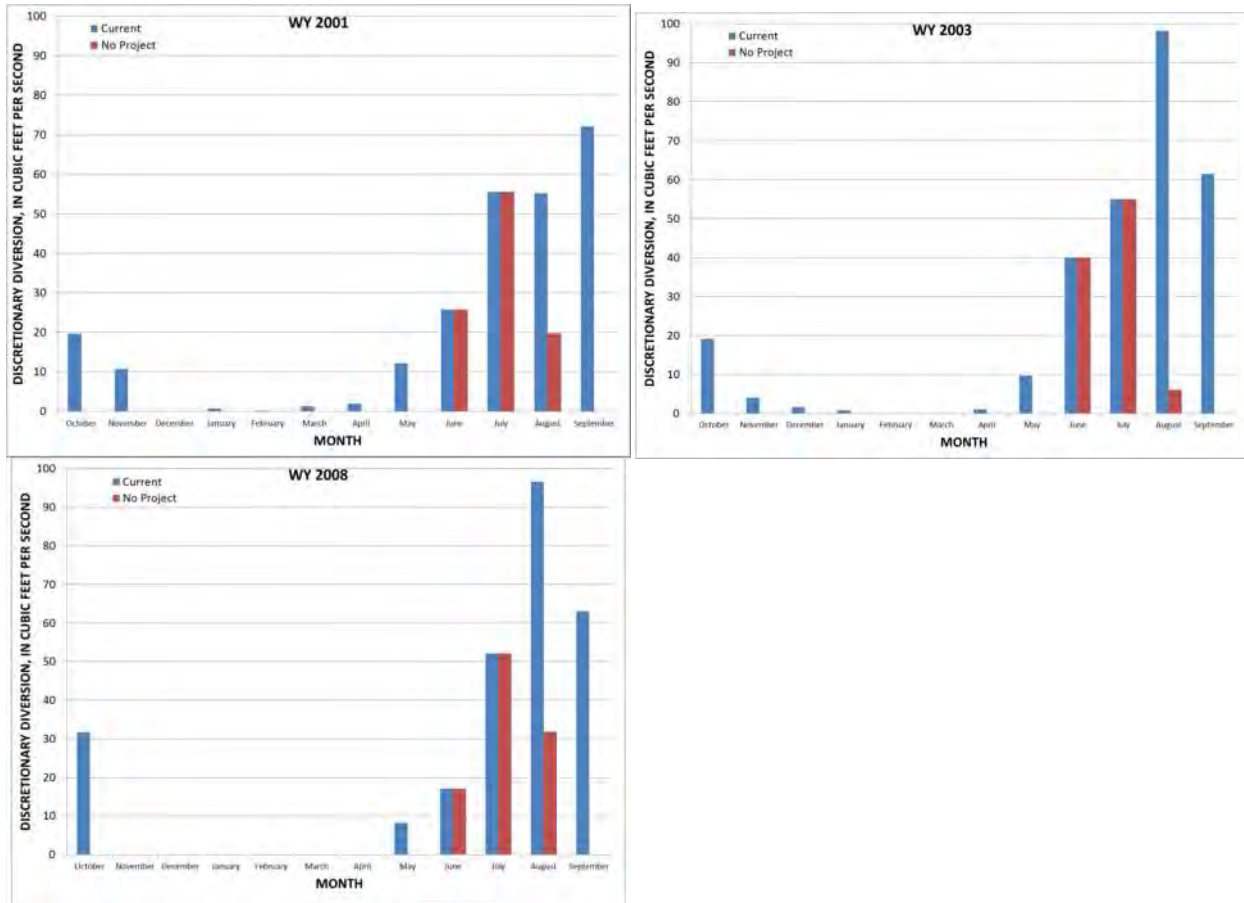 WY 2001
Current
No Project
DISCRETIONARY DIVERSION, IN CUBIC FEET PER SECOND
100
90
80
70
60
50
40
30
20
10
0
October November December January February March April May June July August September
MONTH
WY 2003
Current
No Project
DISCRETIONARY DIVERSION, IN CUBIC FEET PER SECOND
100
90
80
70
60
50
40
30
20
10
0
October November December January February March April May June July August September
MONTH
WY 2008
Current
No Project
DISCRETIONARY DIVERSION, IN CUBIC FEET PER SECOND
100
90
80
70
60
50
40
30
20
10
0
October November December January February March April May June July August September
MONTH